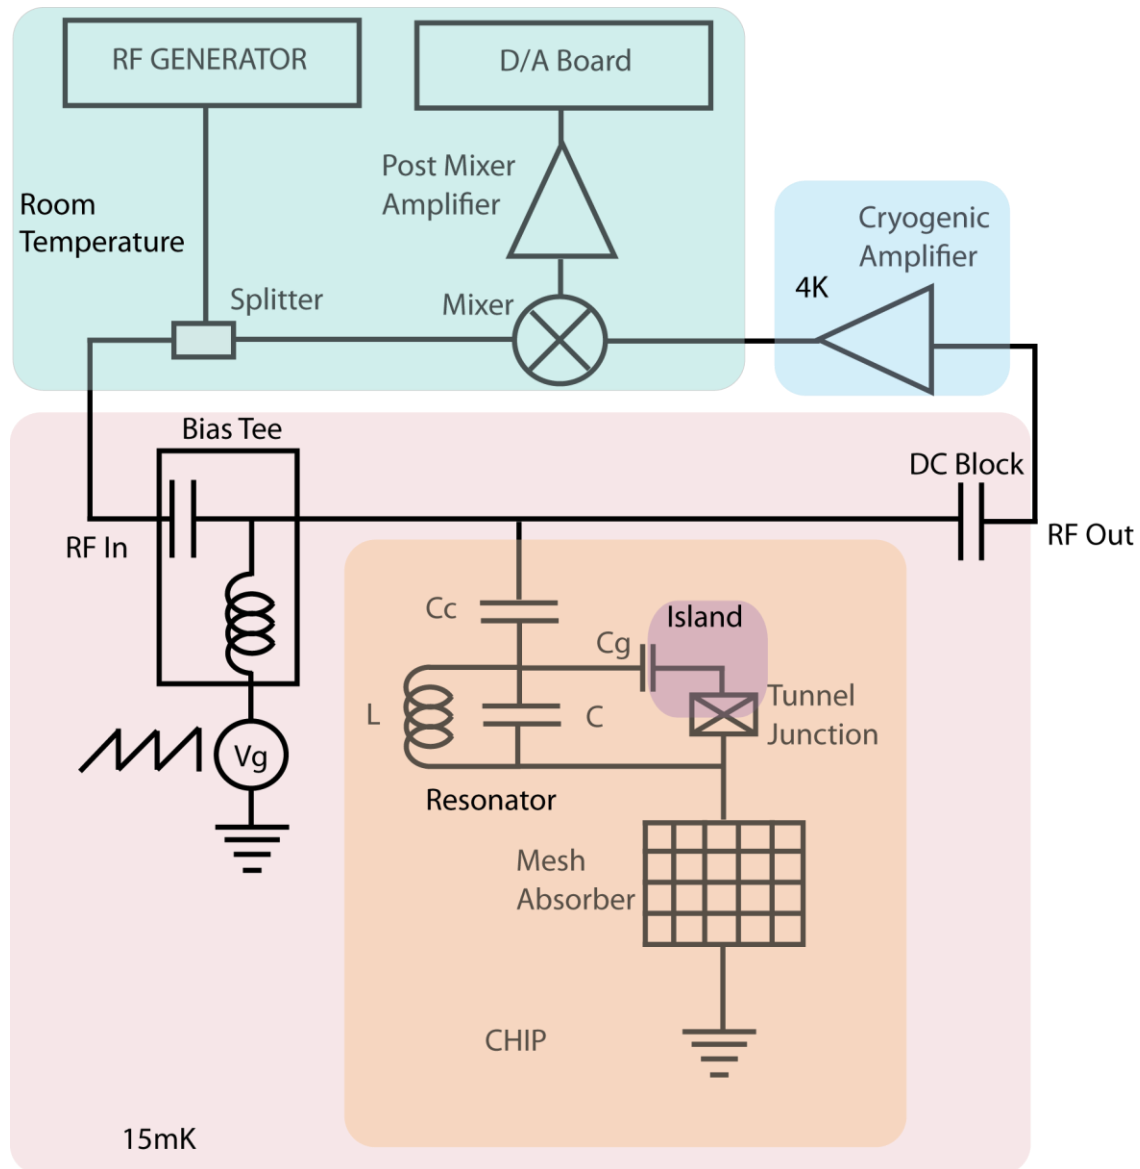 RF GENERATOR
D/A Board
Post Mixer
Amplifier
Room
Temperature
Cryogenic
Amplifier
4K
Splitter
Mixer
Bias Tee
DC Block
RF In
RF Out
Cc
Island
Cg
L
C
Tunnel
Junction
Vg
Resonator
Mesh
Absorber
CHIP
15mK